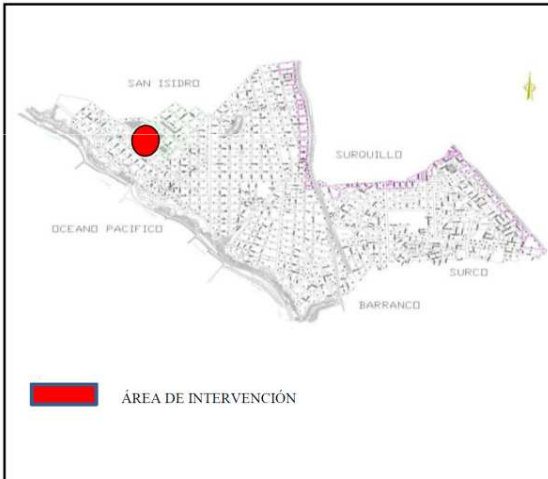 SAN ISIDRO
SURQUILLO
OCEANO PACIFICO
SURCO
BARRANCO
ÁREA DE INTERVENCIÓN